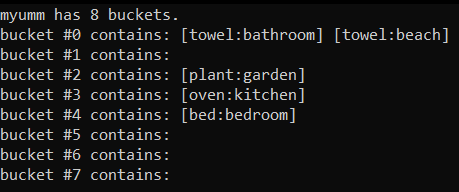 myumm has 8 buckets.
bucket #0 contains: [towel:bathroom] [towel:beach]
bucket #1 contains:
bucket #2 contains: [plant:garden]
bucket #3 contains: [oven:kitchen]
bucket #4 contains: [bed:bedroom]
bucket #5 contains:
bucket #6 contains:
bucket #7 contains: